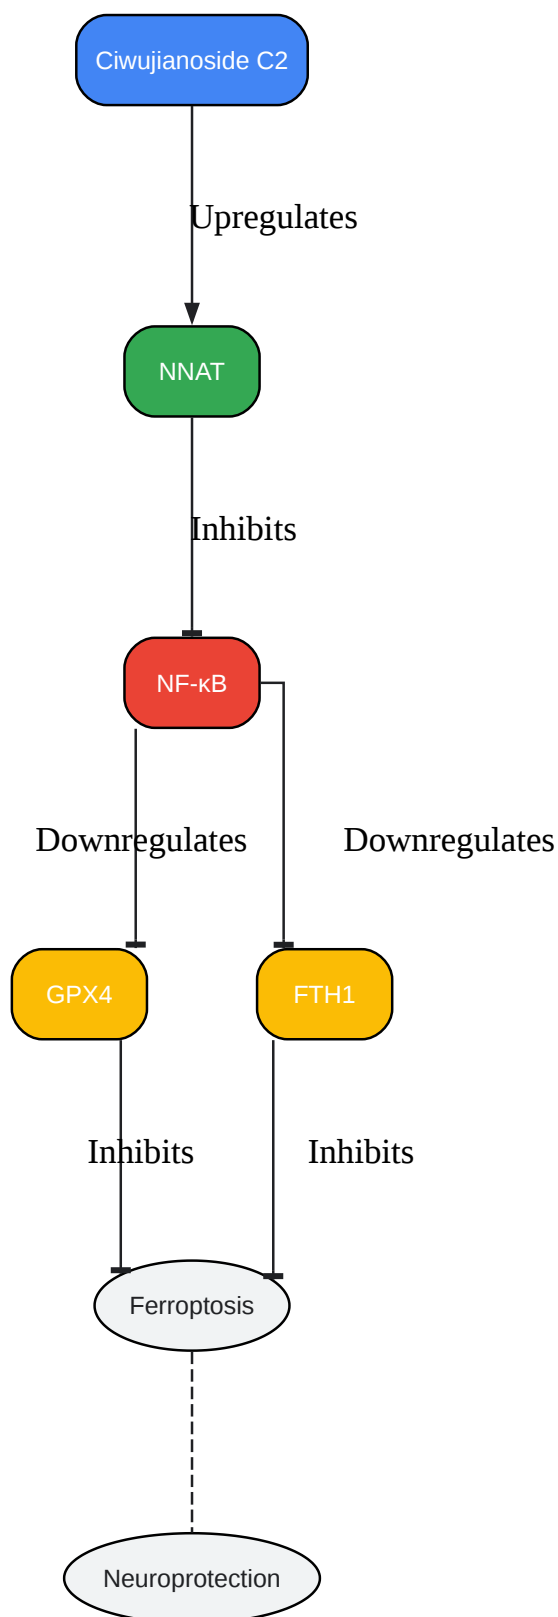 Ciwujianoside C2
Upregulates
NNAT
Inhibits
NF-κB
Downregulates
Downregulates
GPX4
FTH1
Inhibits
Inhibits
Ferroptosis
Neuroprotection